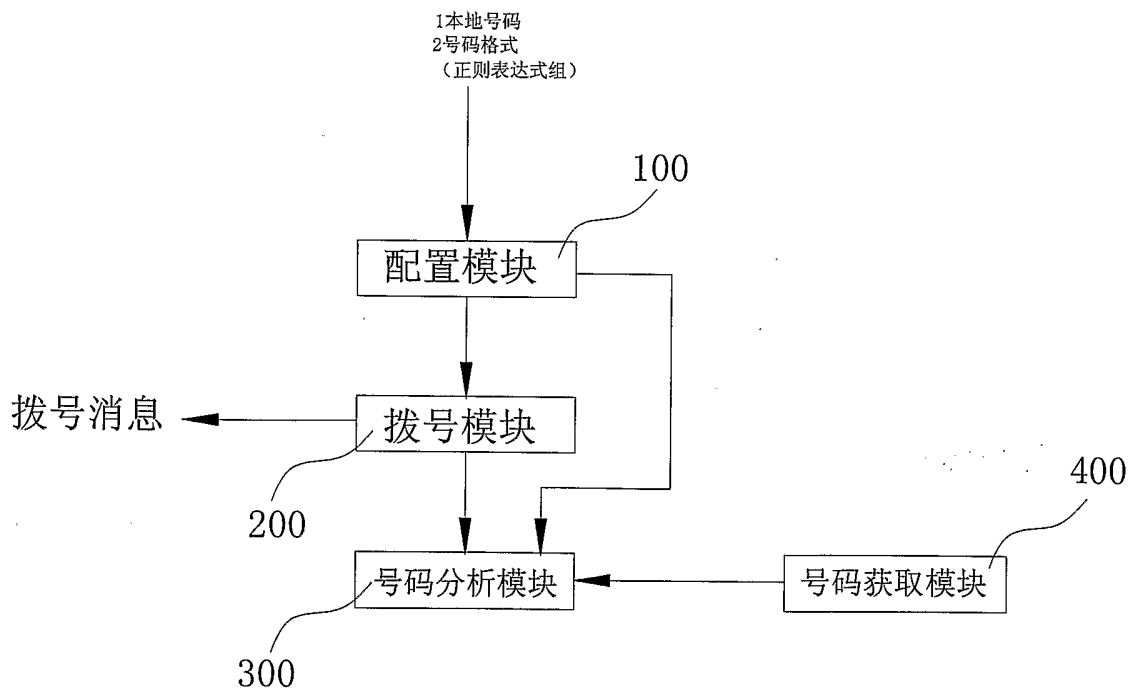 1本地号码
2号码格式
（正则表达式组）
100
配置模块
拨号消息
拨号模块
200
400
号码分析模块
号码获取模块
300